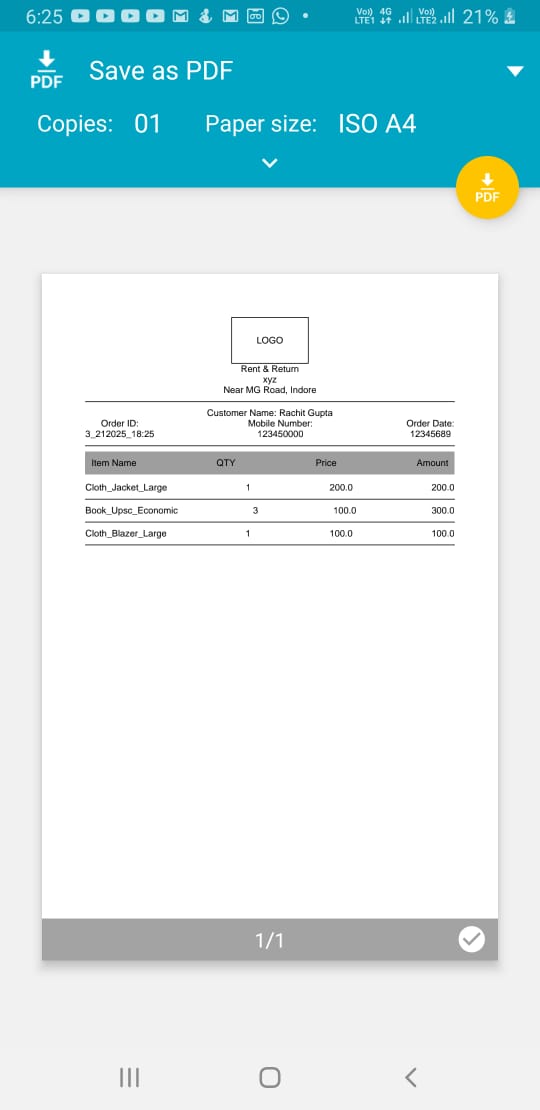 6:25 Vo)) LTE1 4G Vo)) LTE2 21%
PDF Save as PDF
Copies: 01 Paper size: ISO A4
PDF
LOGO
Rent & Return
xyz
Near MG Road, Indore
Customer Name: Rachit Gupta
Order ID: Mobile Number: Order Date:
3_212025_18:25 123450000 12345689
Item Name QTY Price Amount
Cloth_Jacket_Large 1 200.0 200.0
Book_Upsc_Economic 3 100.0 300.0
Cloth_Blazer_Large 1 100.0 100.0
1/1